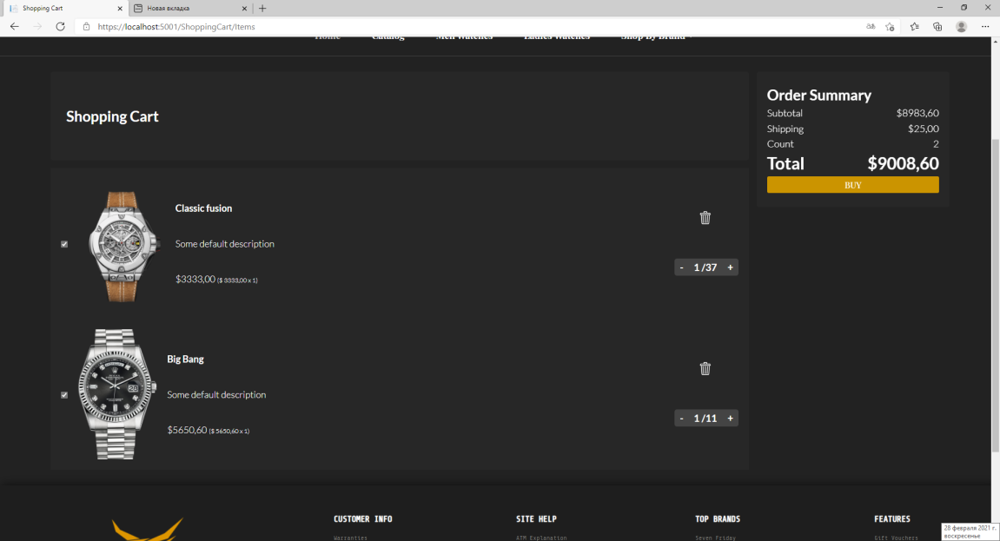 Shopping Cart
Новая вкладка
https://localhost:5001/ShoppingCart/Items
Home Catalog Men Watches Ladies Watches Shop By Brand
Shopping Cart
Classic fusion
Some default description
$3333,00 ($ 3333,00 x 1)
- 1 /37 +
Big Bang
Some default description
$5650,60 ($ 5650,60 x 1)
- 1 /11 +
Order Summary
Subtotal $8983,60
Shipping $25,00
Count 2
Total $9008,60
BUY
CUSTOMER INFO SITE HELP TOP BRANDS FEATURES
Warranties ATM Explanation Seven Friday Gift Vouchers
28 февраля 2021 г.
воскресенье